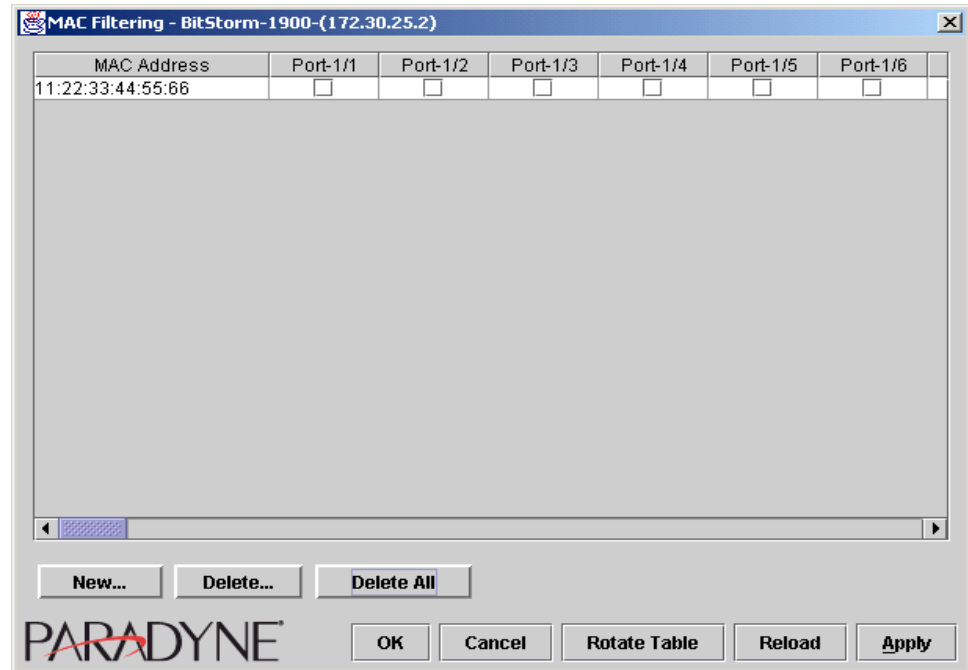 MAC Filtering - BitStorm-1900-(172.30.25.2)
MAC Address Port-1/1 Port-1/2 Port-1/3 Port-1/4 Port-1/5 Port-1/6
11:22:33:44:55:66
New... Delete... Delete All
PARADYNE® OK Cancel Rotate Table Reload Apply